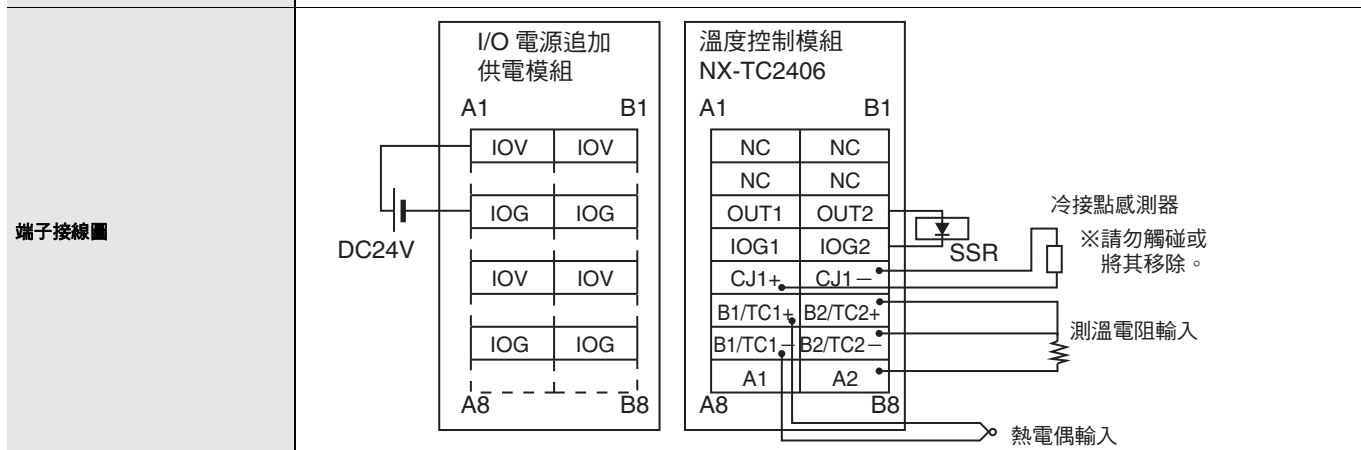 端子接線圖
I/O 電源追加
供電模組
A1 B1
IOV IOV
IOG IOG
IOV IOV
IOG IOG
A8 B8
DC24V
溫度控制模組
NX-TC2406
A1 B1
NC NC
NC NC
OUT1 OUT2
IOG1 IOG2
CJ1+ CJ1－
B1/TC1+ B2/TC2+
B1/TC1－ B2/TC2－
A1 A2
A8 B8
SSR
冷接點感測器
※請勿觸碰或
將其移除。
測溫電阻輸入
熱電偶輸入